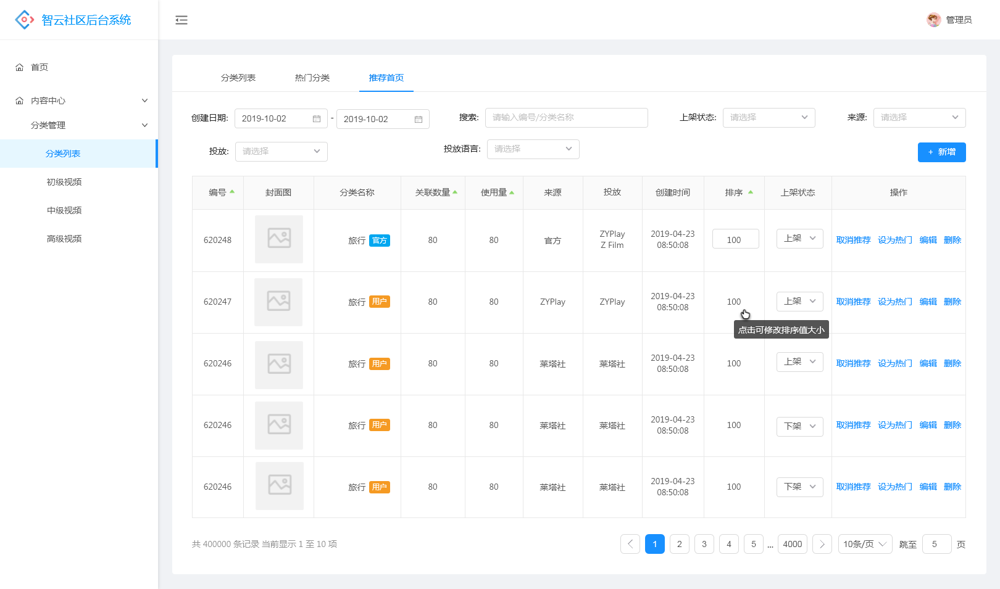 智云社区后台系统
管理员
首页
内容中心
分类管理
分类列表
初级视频
中级视频
高级视频
分类列表 热门分类 推荐首页
创建日期: 2019-10-02 - 2019-10-02 搜索: 请输入编号/分类名称 上架状态: 请选择 来源: 请选择
投放: 请选择 投放语言: 请选择 + 新增
编号 封面图 分类名称 关联数量 使用量 来源 投放 创建时间 排序 上架状态 操作
620248 旅行 官方 80 80 官方 ZYPlay Z Film 2019-04-23 08:50:08 100 上架 取消推荐 设为热门 编辑 删除
620247 旅行 用户 80 80 ZYPlay ZYPlay 2019-04-23 08:50:08 100 上架 取消推荐 设为热门 编辑 删除
点击可修改排序值大小
620246 旅行 用户 80 80 莱塔社 莱塔社 2019-04-23 08:50:08 100 上架 取消推荐 设为热门 编辑 删除
620246 旅行 用户 80 80 莱塔社 莱塔社 2019-04-23 08:50:08 100 下架 取消推荐 设为热门 编辑 删除
620246 旅行 用户 80 80 莱塔社 莱塔社 2019-04-23 08:50:08 100 下架 取消推荐 设为热门 编辑 删除
共 400000 条记录 当前显示 1 至 10 项 1 2 3 4 5 ... 4000 10条/页 跳至 5 页